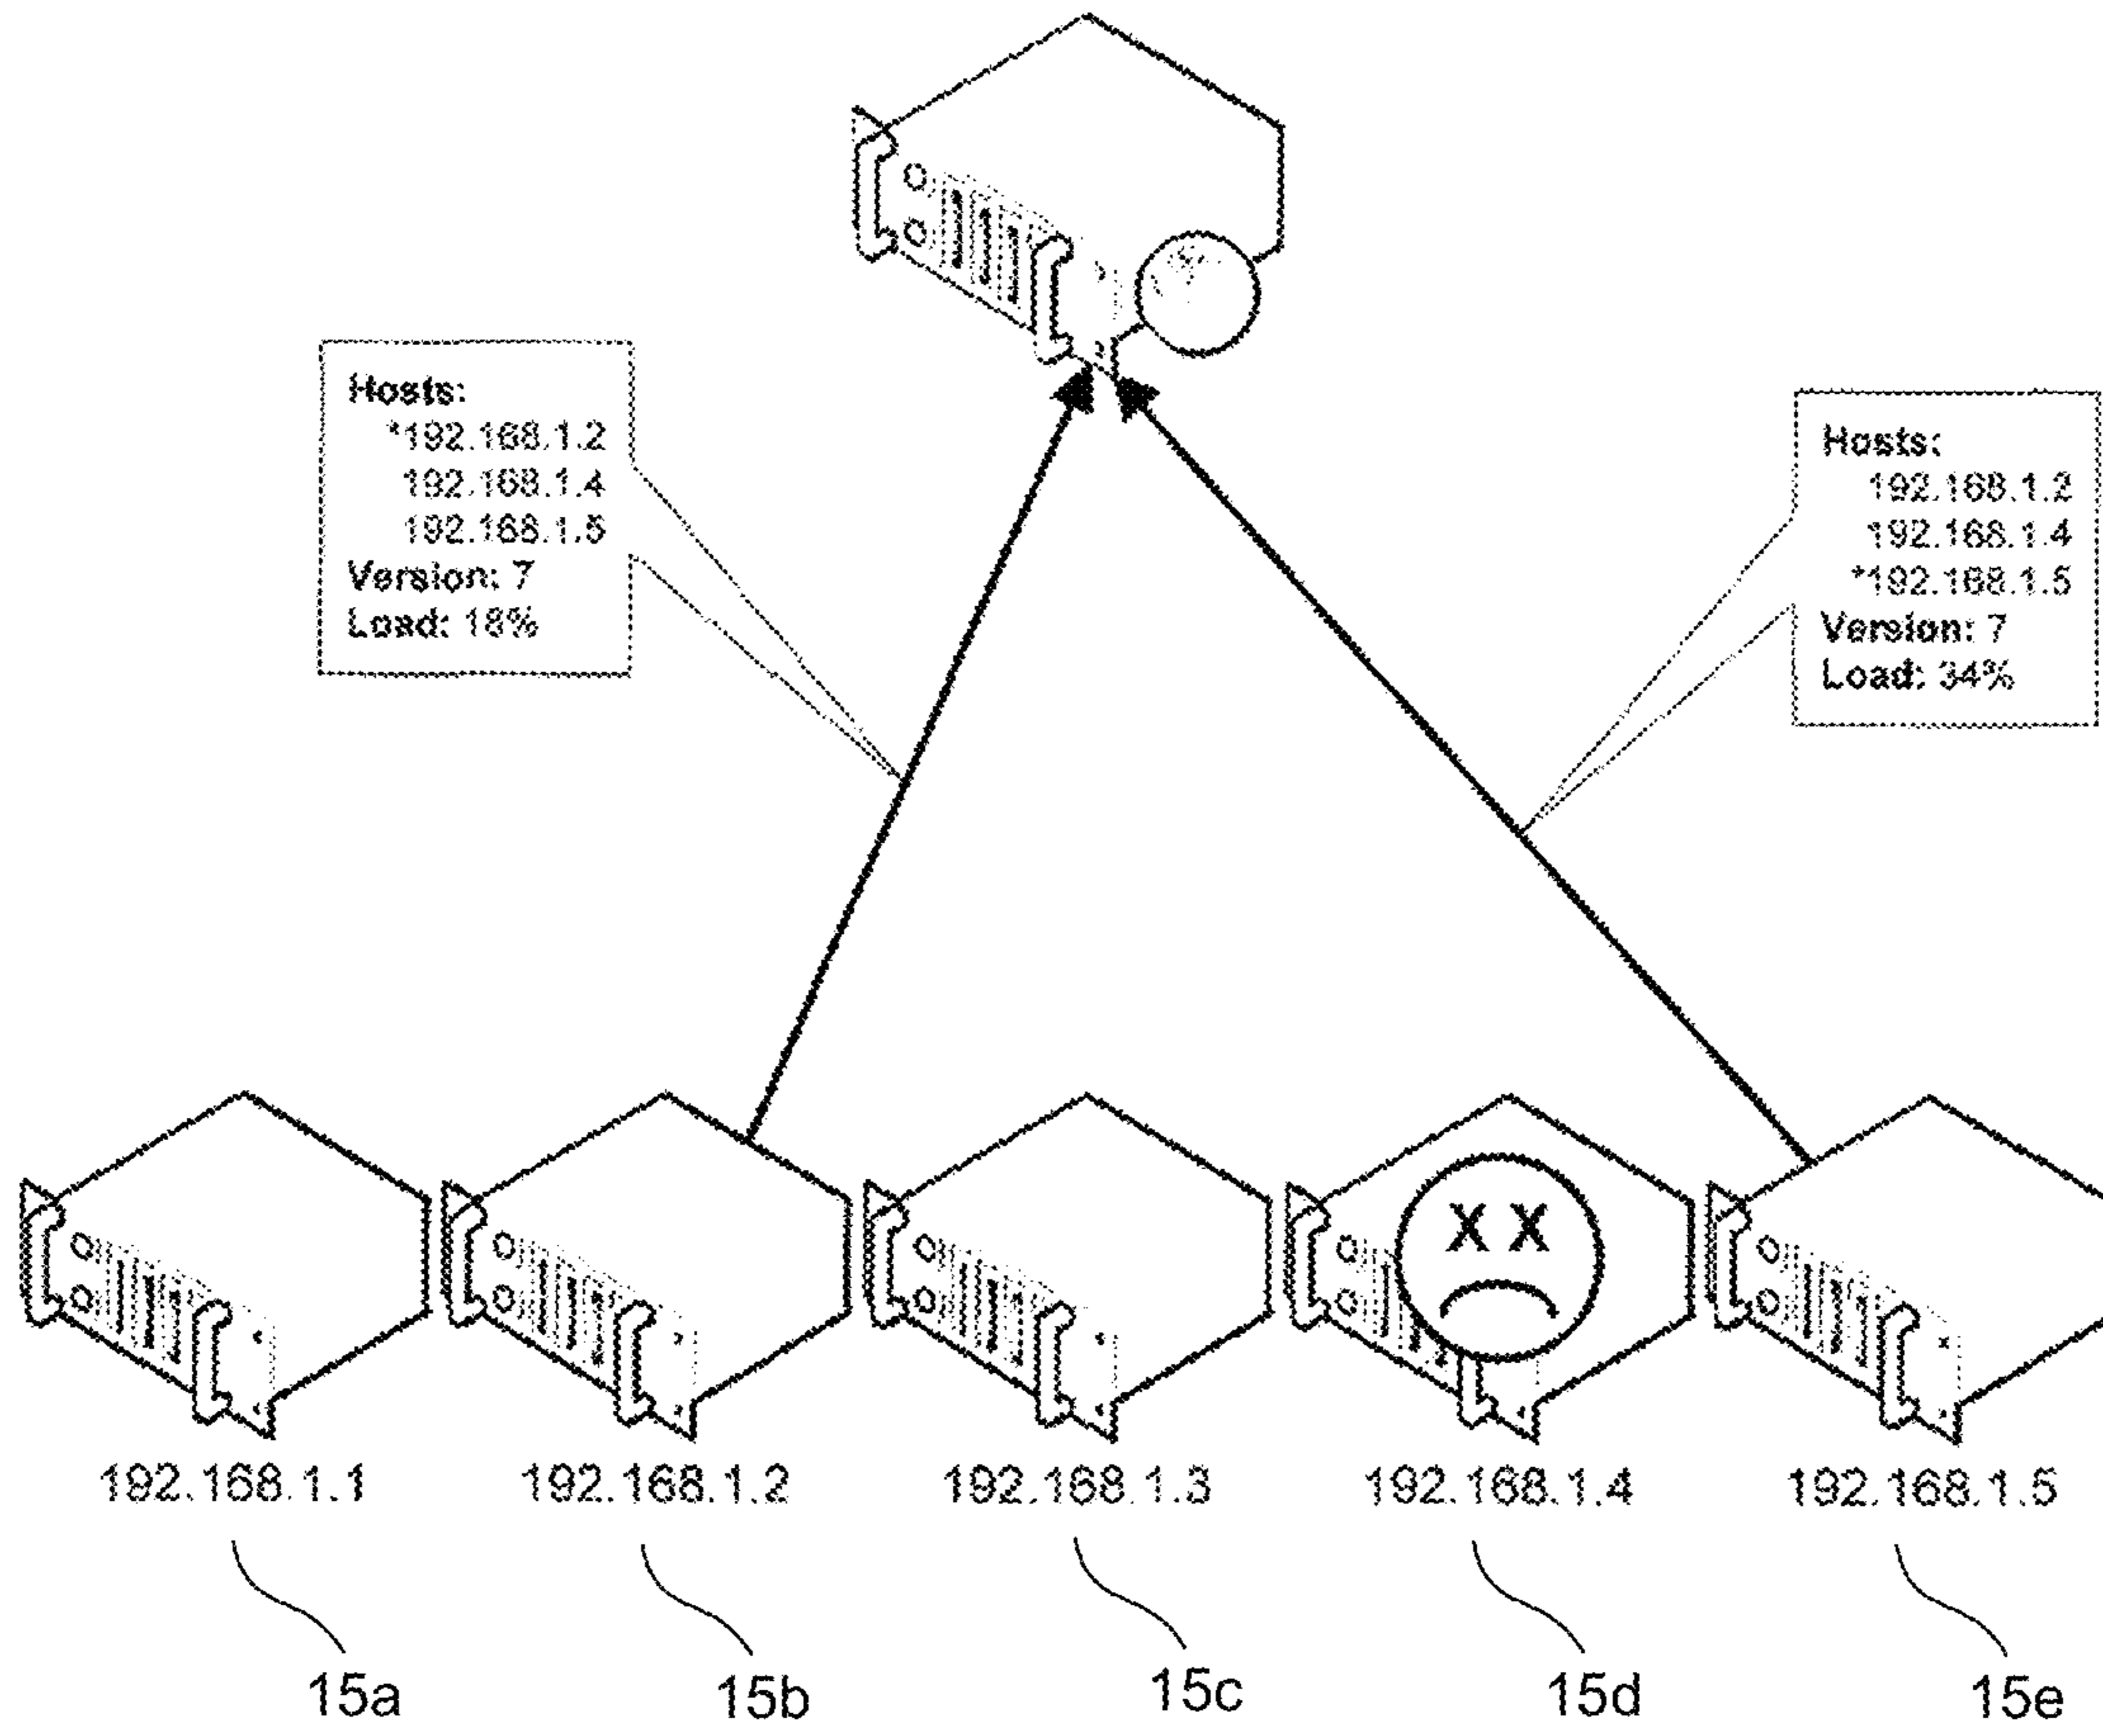 Hosts:
*192.168.1.2
192.168.1.4
192.168.1.5
Version: 7
Load: 18%
Hosts:
192.168.1.2
192.168.1.4
*192.168.1.5
Version: 7
Load: 34%
X X
192.168.1.1
192.168.1.2
192.168.1.3
192.168.1.4
192.168.1.5
15a
15b
15c
15d
15e